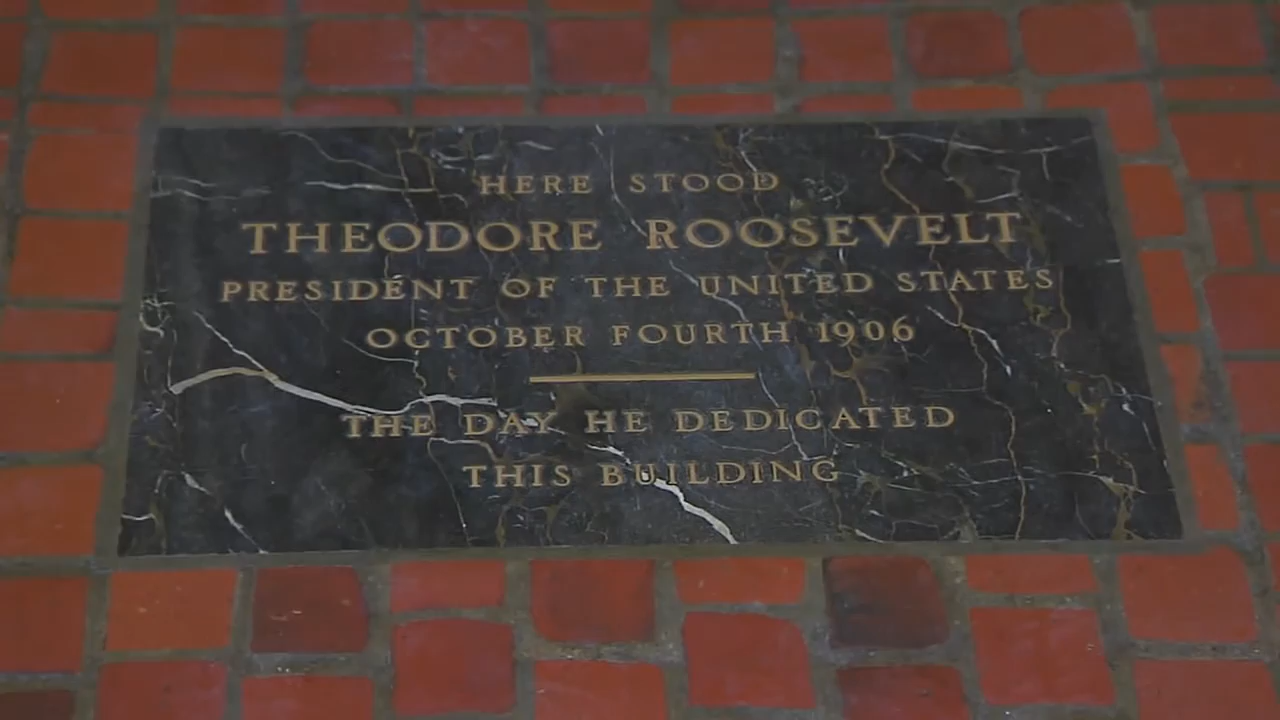 HERE STOOD
THEODORE ROOSEVELT
PRESIDENT OF THE UNITED STATES
OCTOBER FOURTH 1906
THE DAY HE DEDICATED
THIS BUILDING